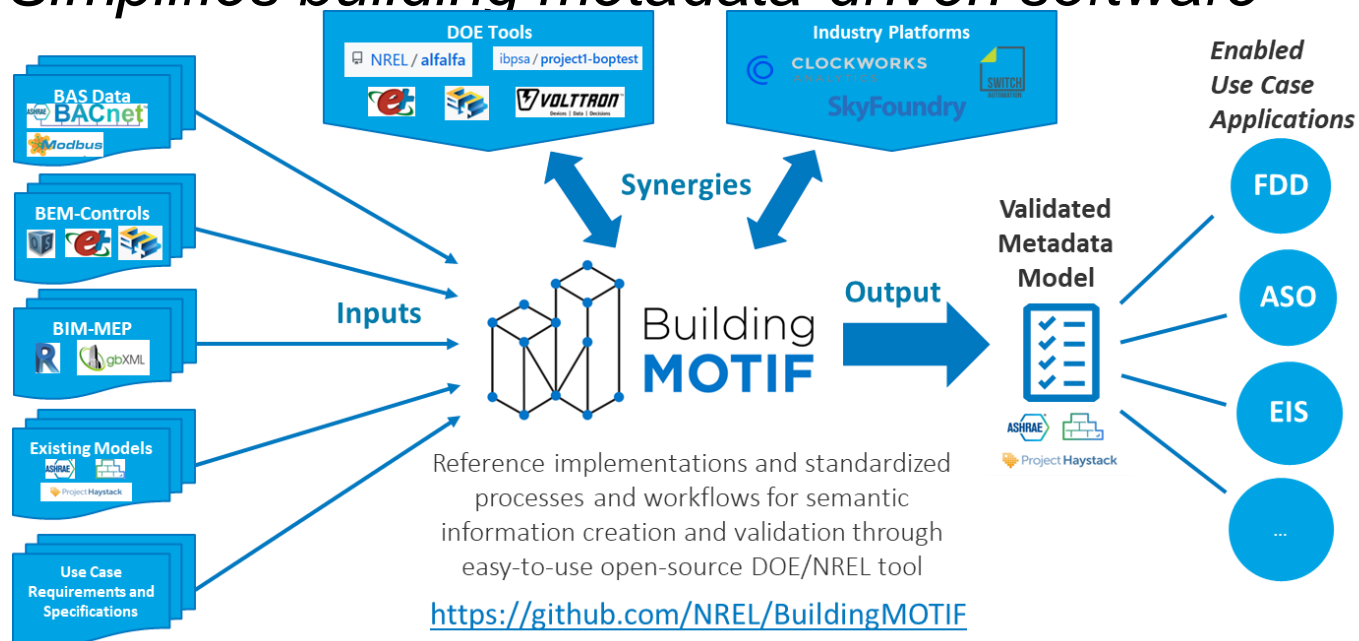 Simplifies building metadata-driven software
DOE Tools
NREL / alfalfa
ibpsa / project1-boptest
VOLTTRON™
Devices | Data | Decisions
Industry Platforms
CLOCKWORKS
ANALYTICS
SWITCH
AUTOMATION
SkyFoundry
Enabled
Use Case
Applications
BAS Data
ASHRAE BACnet™
Modbus
BEM-Controls
BIM-MEP
R
gbXML
Existing Models
ASHRAE
Project Haystack
Use Case
Requirements and
Specifications
Inputs
Synergies
Building
MOTIF
Output
Validated
Metadata
Model
ASHRAE
Project Haystack
FDD
ASO
EIS
...
Reference implementations and standardized
processes and workflows for semantic
information creation and validation through
easy-to-use open-source DOE/NREL tool
https://github.com/NREL/BuildingMOTIF